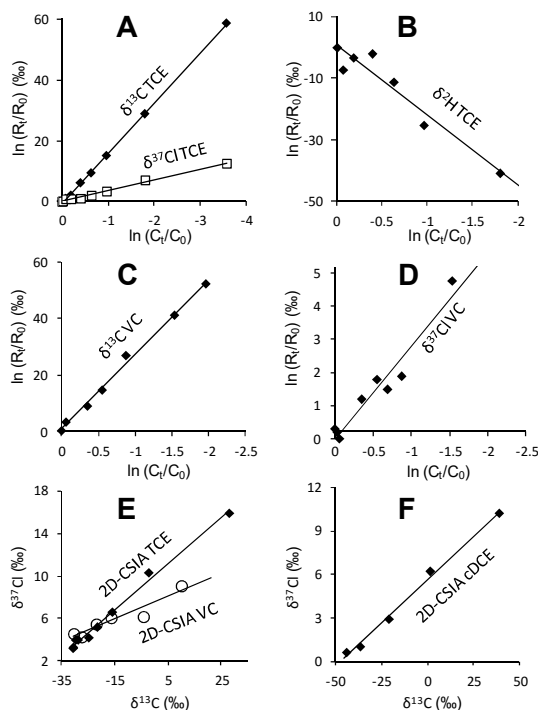 A
ln (Rt/R0) (‰)
60
40
20
0
δ¹³C TCE
δ³⁷Cl TCE
0 -1 -2 -3 -4
ln (Ct/C0)
B
ln (Rt/R0) (‰)
-10
-30
-50
δ²H TCE
0 -1 -2
ln (Ct/C0)
C
ln (Rt/R0) (‰)
60
40
20
0
δ¹³C VC
0 -0.5 -1 -1.5 -2 -2.5
ln (Ct/C0)
D
ln (Rt/R0) (‰)
5
4
3
2
1
0
δ³⁷Cl VC
0 -0.5 -1 -1.5 -2 -2.5
ln (Ct/C0)
E
δ³⁷Cl (‰)
18
14
10
6
2
2D-CSIA TCE
2D-CSIA VC
-35 -15 5 25
δ¹³C (‰)
F
δ³⁷Cl (‰)
12
9
6
3
0
2D-CSIA cDCE
-50 -25 0 25 50
δ¹³C (‰)